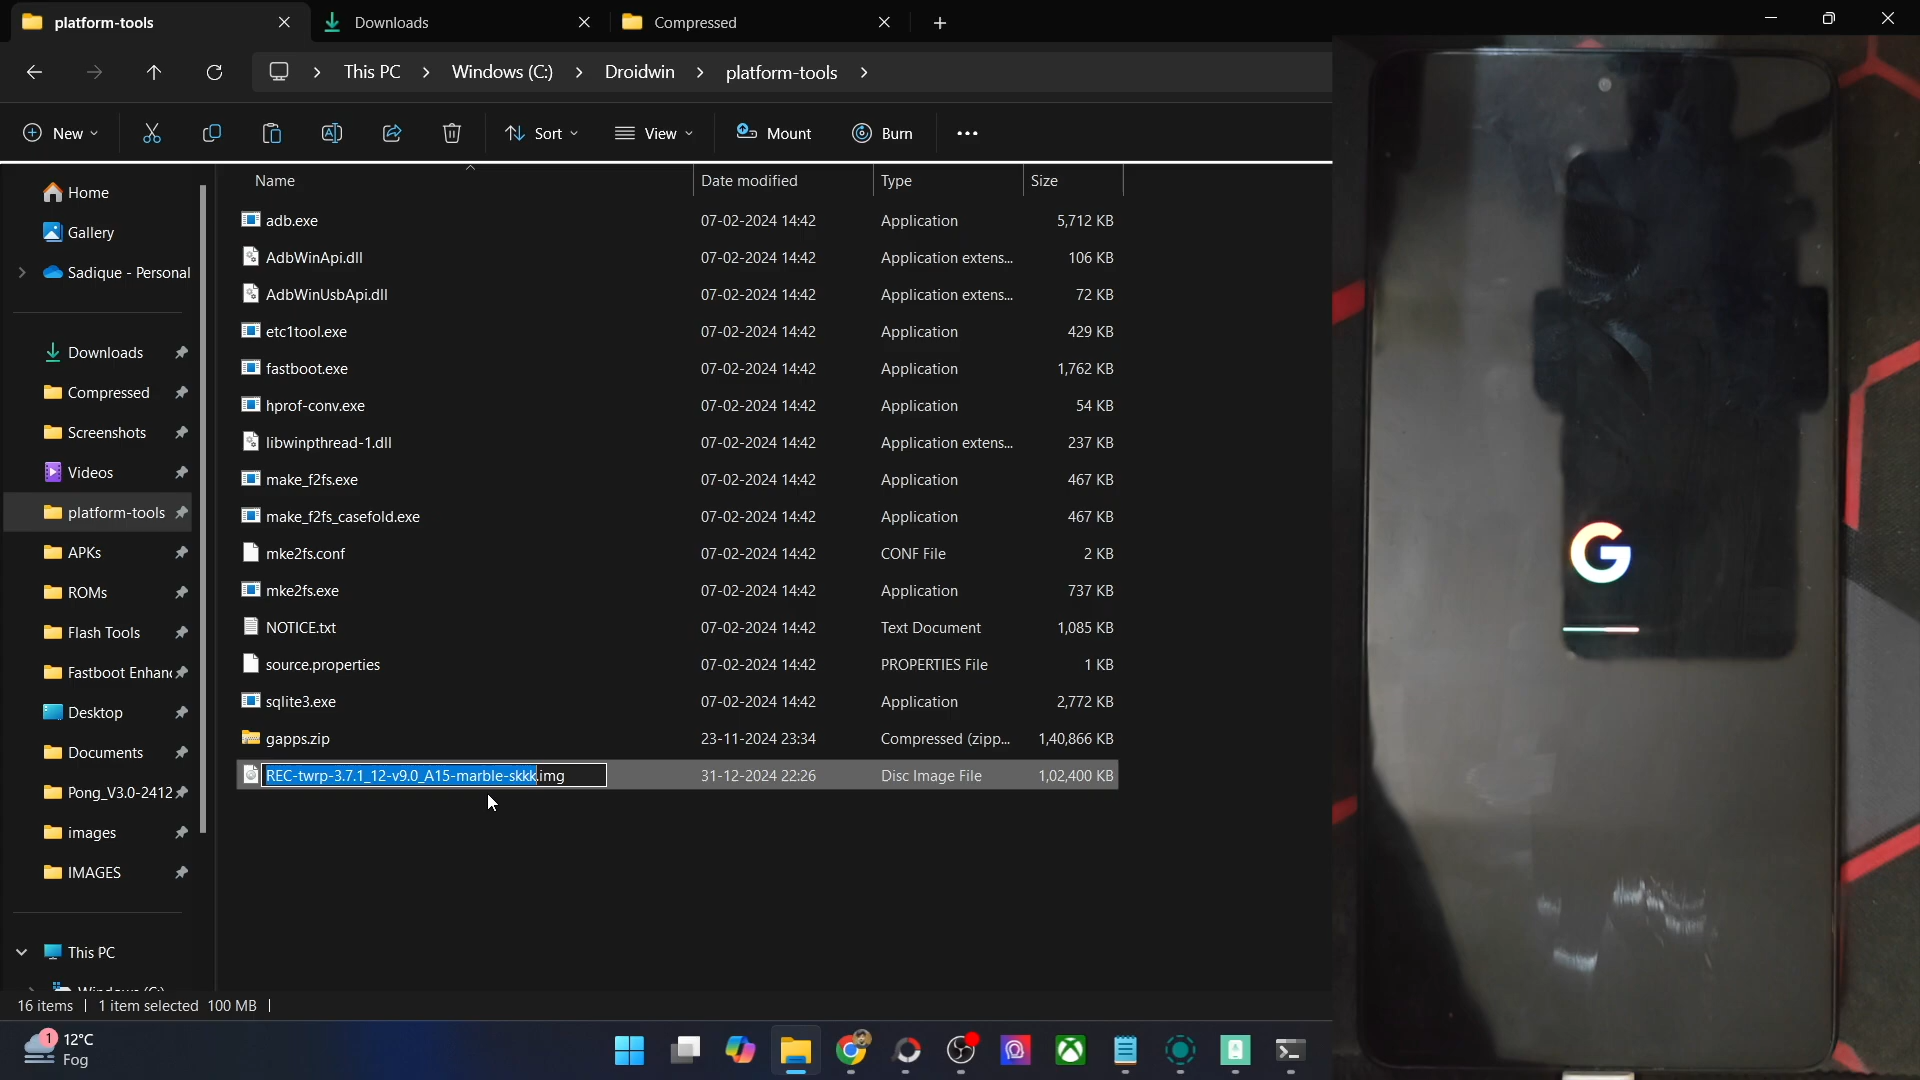 platform-tools
Downloads
Compressed
This PC
Windows (C:)
Droidwin
platform-tools
New
Sort
View
Mount
Burn
Home
Gallery
Sadique - Personal
Downloads
Compressed
Screenshots
Videos
platform-tools
APKs
ROMs
Flash Tools
Fastboot Enhanc
Desktop
Documents
Pong_V3.0-2412
images
IMAGES
This PC
Name Date modified Type Size
adb.exe 07-02-2024 14:42 Application 5,712 KB
AdbWinApi.dll 07-02-2024 14:42 Application extens... 106 KB
AdbWinUsbApi.dll 07-02-2024 14:42 Application extens... 72 KB
etc1tool.exe 07-02-2024 14:42 Application 429 KB
fastboot.exe 07-02-2024 14:42 Application 1,762 KB
hprof-conv.exe 07-02-2024 14:42 Application 54 KB
libwinpthread-1.dll 07-02-2024 14:42 Application extens... 237 KB
make_f2fs.exe 07-02-2024 14:42 Application 467 KB
make_f2fs_casefold.exe 07-02-2024 14:42 Application 467 KB
mke2fs.conf 07-02-2024 14:42 CONF File 2 KB
mke2fs.exe 07-02-2024 14:42 Application 737 KB
NOTICE.txt 07-02-2024 14:42 Text Document 1,085 KB
source.properties 07-02-2024 14:42 PROPERTIES File 1 KB
sqlite3.exe 07-02-2024 14:42 Application 2,772 KB
gapps.zip 23-11-2024 23:34 Compressed (zipp... 1,40,866 KB
REC-twrp-3.7.1_12-v9.0_A15-marble-skkk.img 31-12-2024 22:26 Disc Image File 1,02,400 KB
16 items
1 item selected 100 MB
1
12°C
Fog
G